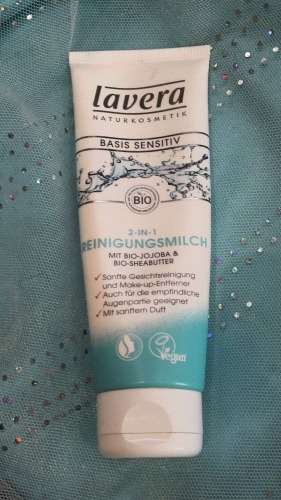 lavera
NATURKOSMETIK
BASIS SENSITIV
BIO
2-IN-1
REINIGUNGSMILCH
MIT BIO-JOJOBA &
BIO-SHEABUTTER
Sanfte Gesichtsreinigung
und Make-up-Entferner
Auch für die empfindliche
Augenpartie geeignet
Mit sanftem Duft
Vegan